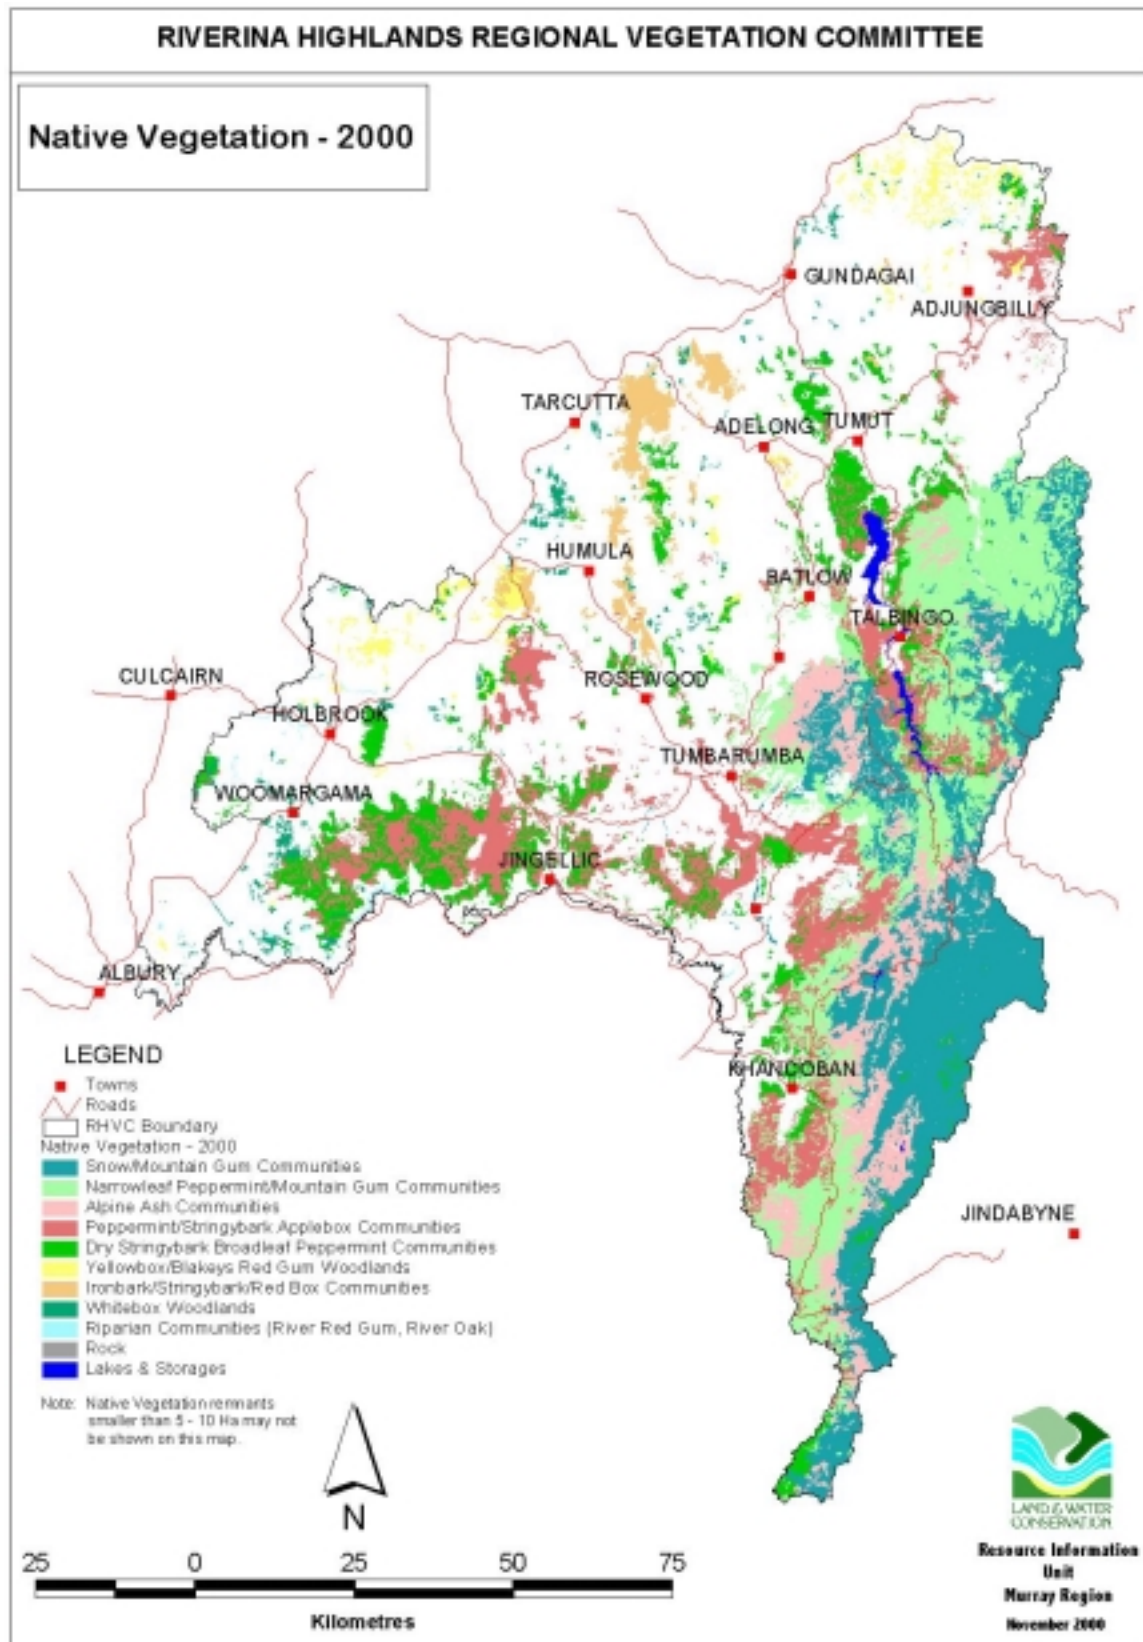 RIVERINA HIGHLANDS REGIONAL VEGETATION COMMITTEE
Native Vegetation - 2000
GUNDAGAI
ADJUNGBILLY
TARCUTTA
ADELONG
TUMUT
HUMULA
BATLOW
TALBINGO
CULCAIRN
ROSEWOOD
HOLBROOK
TUMBARUMBA
WOOMARGAMA
JINGELLIC
ALBURY
KHANCOBAN
JINDABYNE
LEGEND
Towns
Roads
RHVC Boundary
Native Vegetation - 2000
Snow/Mountain Gum Communities
Narrowleaf Peppermint/Mountain Gum Communities
Alpine Ash Communities
Peppermint/Stringybark Applebox Communities
Dry Stringybark Broadleaf Peppermint Communities
Yellowbox/Blakeys Red Gum Woodlands
Ironbark/Stringybark/Red Box Communities
Whitebox Woodlands
Riparian Communities (River Red Gum, River Oak)
Rock
Lakes & Storages
Note: Native Vegetation remnants
smaller than 5 - 10 Ha may not
be shown on this map.
N
25 0 25 50 75
Kilometres
LAND & WATER
CONSERVATION
Resource Information
Unit
Murray Region
November 2000